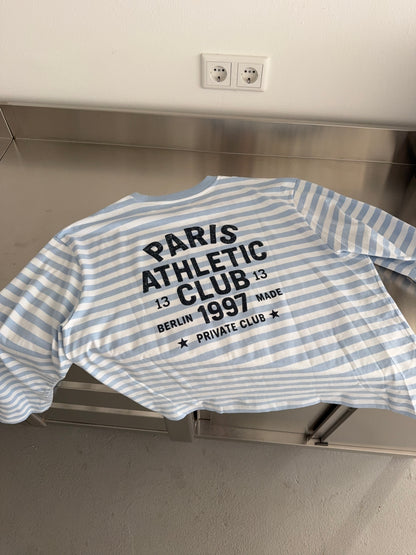 PARIS
ATHLETIC
13 CLUB 13
BERLIN 1997 MADE
★ PRIVATE CLUB ★